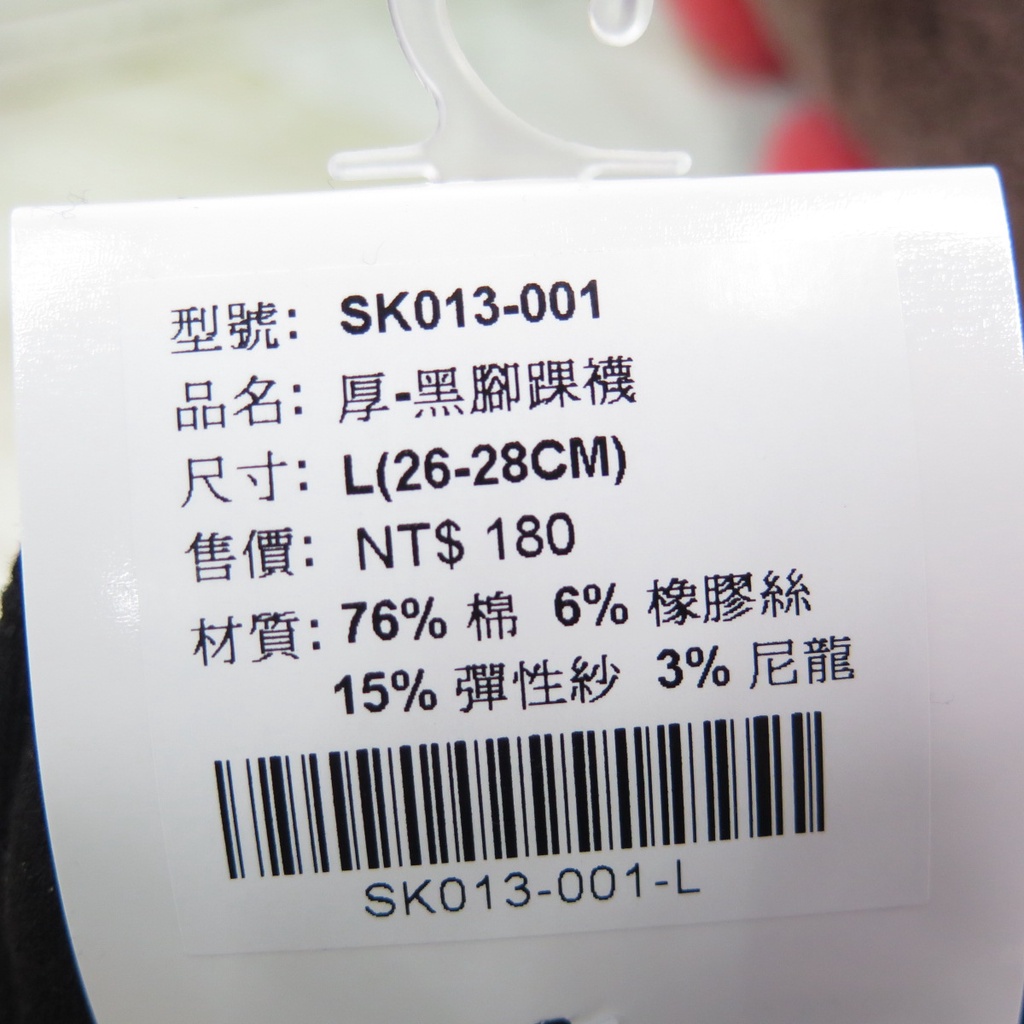 型號: SK013-001
品名: 厚-黑腳踝襪
尺寸: L(26-28CM)
售價: NT$ 180
材質: 76% 棉 6% 橡膠絲
15% 彈性紗 3% 尼龍
SK013-001-L